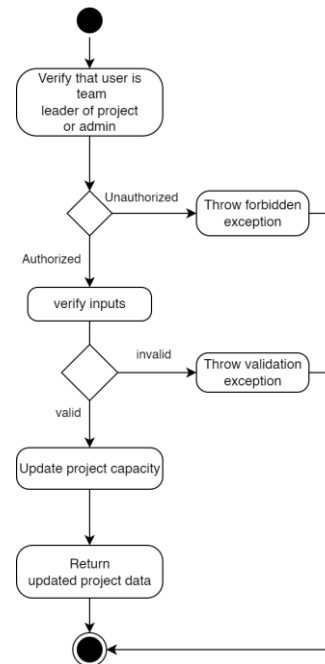 Verify that user is
team
leader of project
or admin
Unauthorized
Throw forbidden
exception
Authorized
verify inputs
invalid
Throw validation
exception
valid
Update project capacity
Return
updated project data